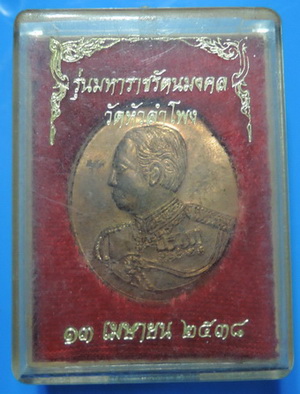 รุ่นมหาราชรัตนมงคล
วัดหัวลำโพง
๑๓ เมษายน ๒๕๓๘